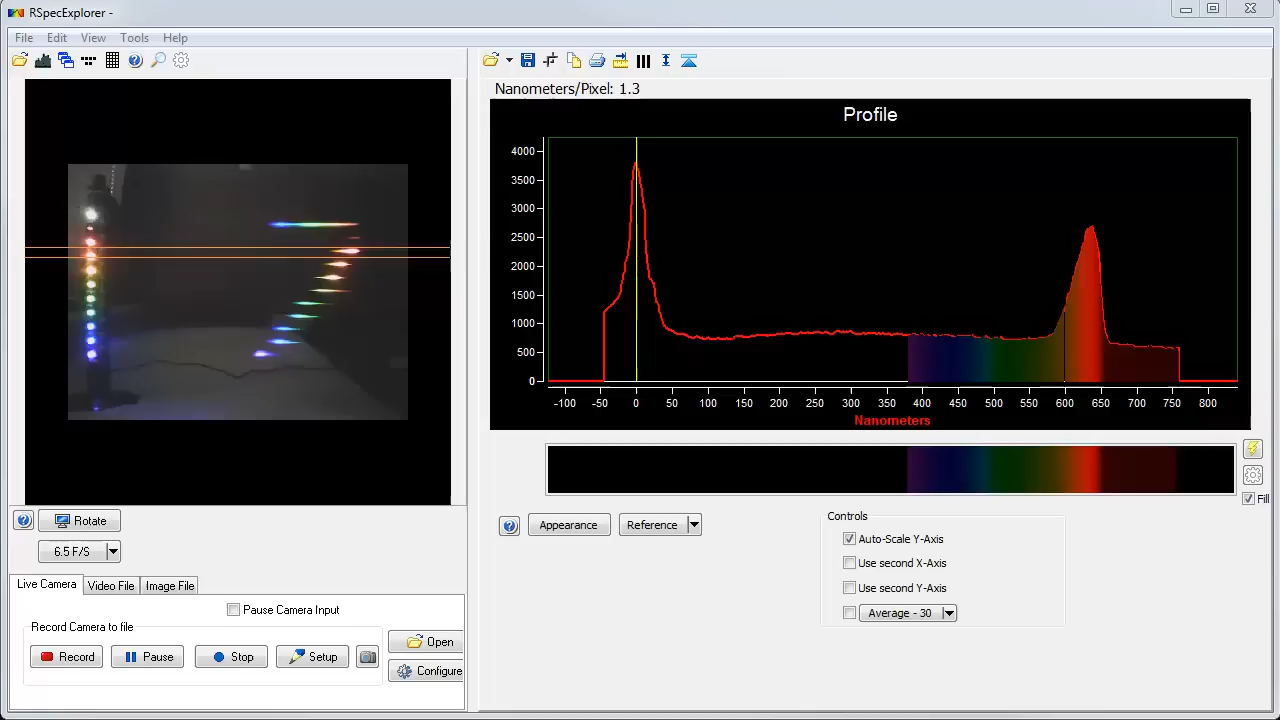 RSpecExplorer -
File Edit View Tools Help
Nanometers/Pixel: 1.3
Profile
4000
3500
3000
2500
2000
1500
1000
500
0
-100 -50 0 50 100 150 200 250 300 350 400 450 500 550 600 650 700 750 800
Nanometers
Fill
Rotate
6.5 F/S
Appearance
Reference
Controls
Auto-Scale Y-Axis
Use second X-Axis
Use second Y-Axis
Average - 30
Live Camera Video File Image File
Pause Camera Input
Record Camera to file
Record Pause Stop Setup
Open
Configure